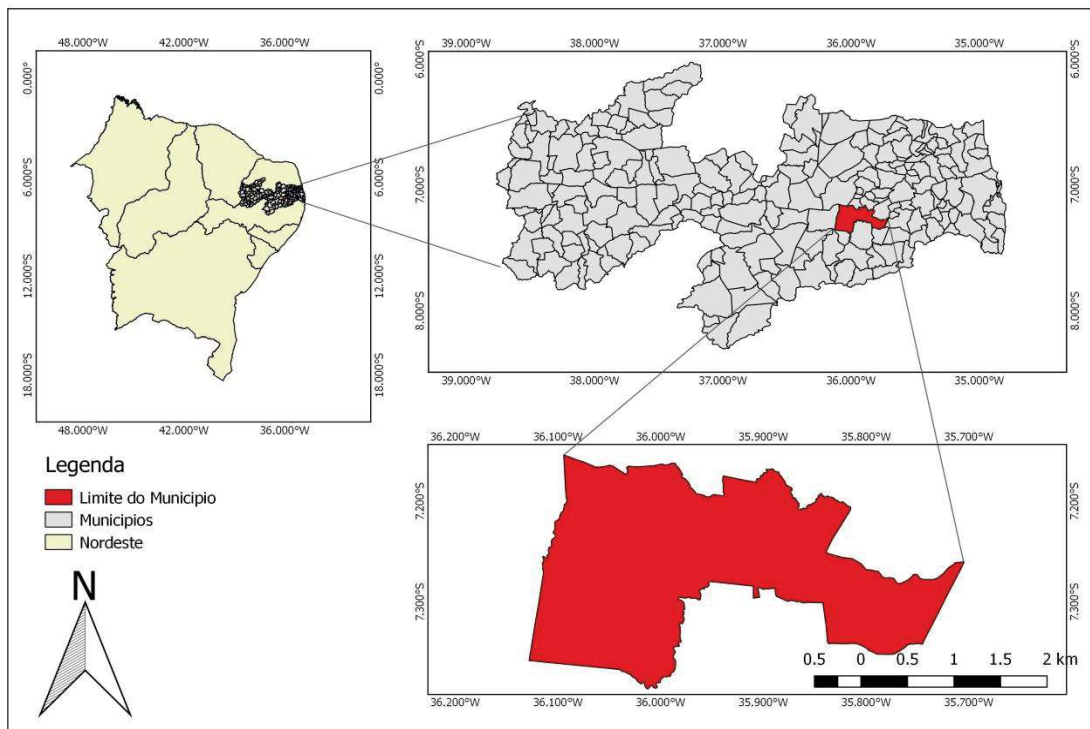 48.000°W 42.000°W 36.000°W
0.000° 6.000°S 12.000°S 18.000°S
0.000° 6.000°S 12.000°S 18.000°S
48.000°W 42.000°W 36.000°W
39.000°W 38.000°W 37.000°W 36.000°W 35.000°W
6.000°S 7.000°S 8.000°S
6.000°S 7.000°S 8.000°S
39.000°W 38.000°W 37.000°W 36.000°W 35.000°W
36.200°W 36.100°W 36.000°W 35.900°W 35.800°W 35.700°W
7.200°S 7.300°S
7.200°S 7.300°S
0.5 0 0.5 1 1.5 2 km
36.200°W 36.100°W 36.000°W 35.900°W 35.800°W 35.700°W
Legenda
Limite do Municipio
Municipios
Nordeste
N